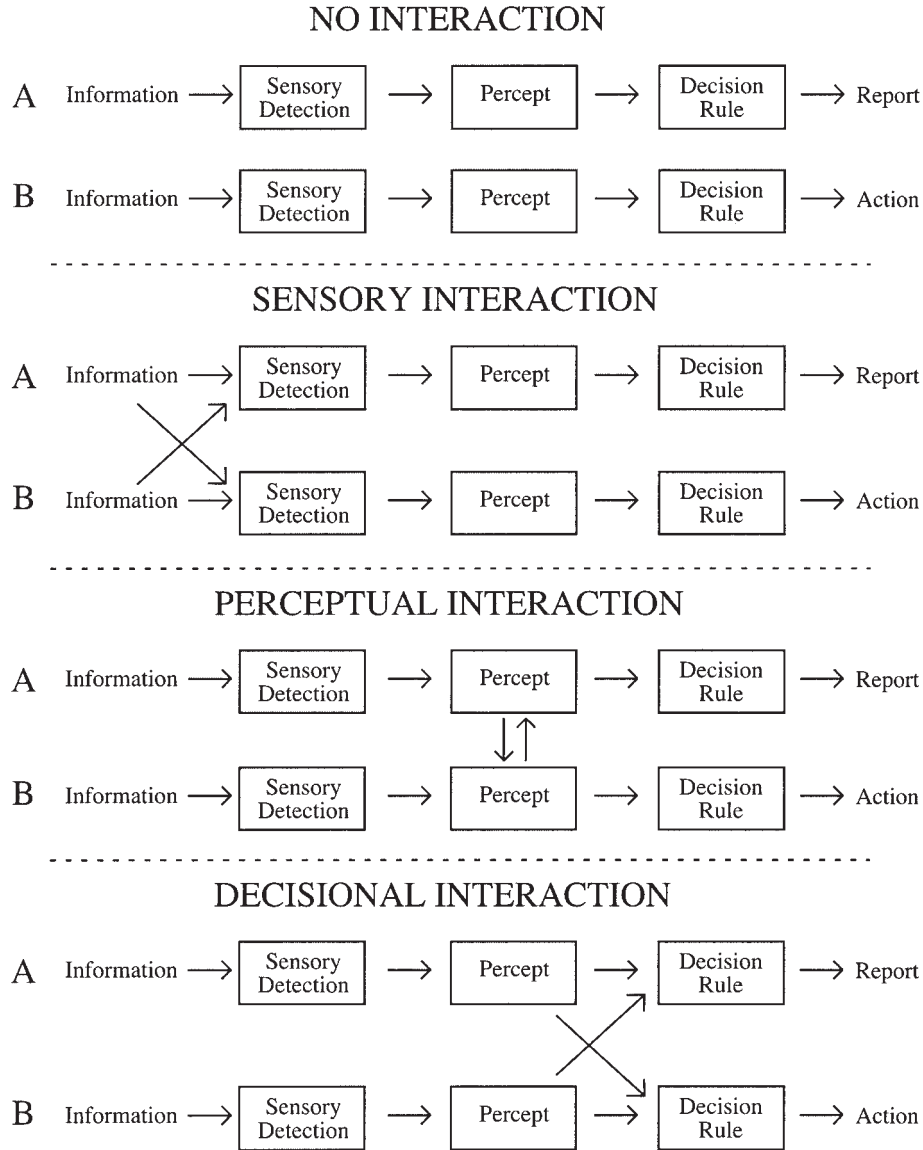 NO INTERACTION
A Information Sensory Detection Percept Decision Rule Report
B Information Sensory Detection Percept Decision Rule Action
SENSORY INTERACTION
A Information Sensory Detection Percept Decision Rule Report
B Information Sensory Detection Percept Decision Rule Action
PERCEPTUAL INTERACTION
A Information Sensory Detection Percept Decision Rule Report
B Information Sensory Detection Percept Decision Rule Action
DECISIONAL INTERACTION
A Information Sensory Detection Percept Decision Rule Report
B Information Sensory Detection Percept Decision Rule Action